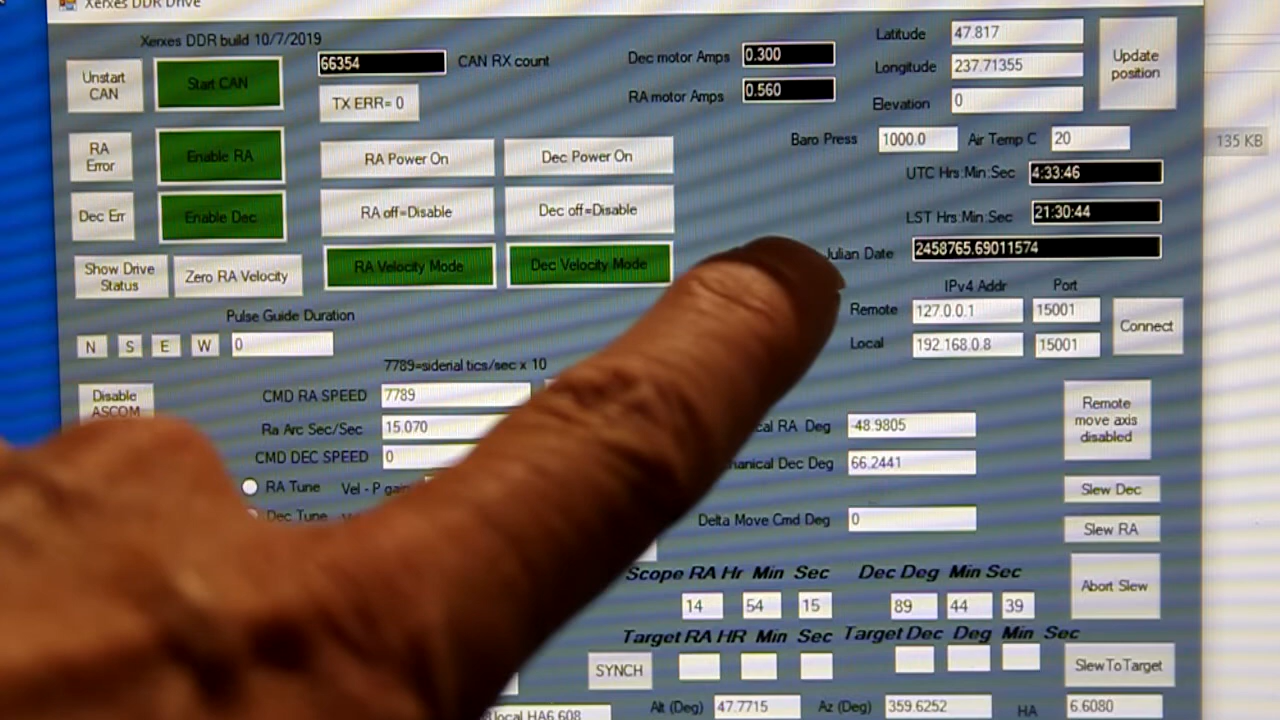 Xerxes DDR Drive
Xerxes DDR build 10/7/2019
Unstart CAN
Start CAN
66354 CAN RX count
TX ERR= 0
Dec motor Amps 0.300
RA motor Amps 0.560
Latitude 47.817
Longitude 237.71355
Elevation 0
Update position
Baro Press 1000.0 Air Temp C 20
135 KB
RA Error
Enable RA
RA Power On
Dec Power On
UTC Hrs:Min:Sec 4:33:46
Dec Err
Enable Dec
RA off=Disable
Dec off=Disable
LST Hrs:Min:Sec 21:30:44
Julian Date 2458765.69011574
Show Drive Status
Zero RA Velocity
RA Velocity Mode
Dec Velocity Mode
IPv4 Addr Port
Remote 127.0.0.1 15001
Local 192.168.0.8 15001
Connect
Pulse Guide Duration
N S E W 0
7789=siderial tics/sec x 10
Disable ASCOM
CMD RA SPEED 7789
Ra Arc Sec/Sec 15.070
CMD DEC SPEED 0
RA Tune Vel - P gain
Dec Tune
RA Deg -48.9805
Dec Deg 66.2441
Remote move axis disabled
Slew Dec
Delta Move Cmd Deg 0
Slew RA
Scope RA Hr Min Sec Dec Deg Min Sec
14 54 15 89 44 39
Abort Slew
Target RA HR Min Sec Target Dec Deg Min Sec
SYNCH
SlewToTarget
local HA6.608
Alt (Deg) 47.7715 Az (Deg) 359.6252 HA 6.6080